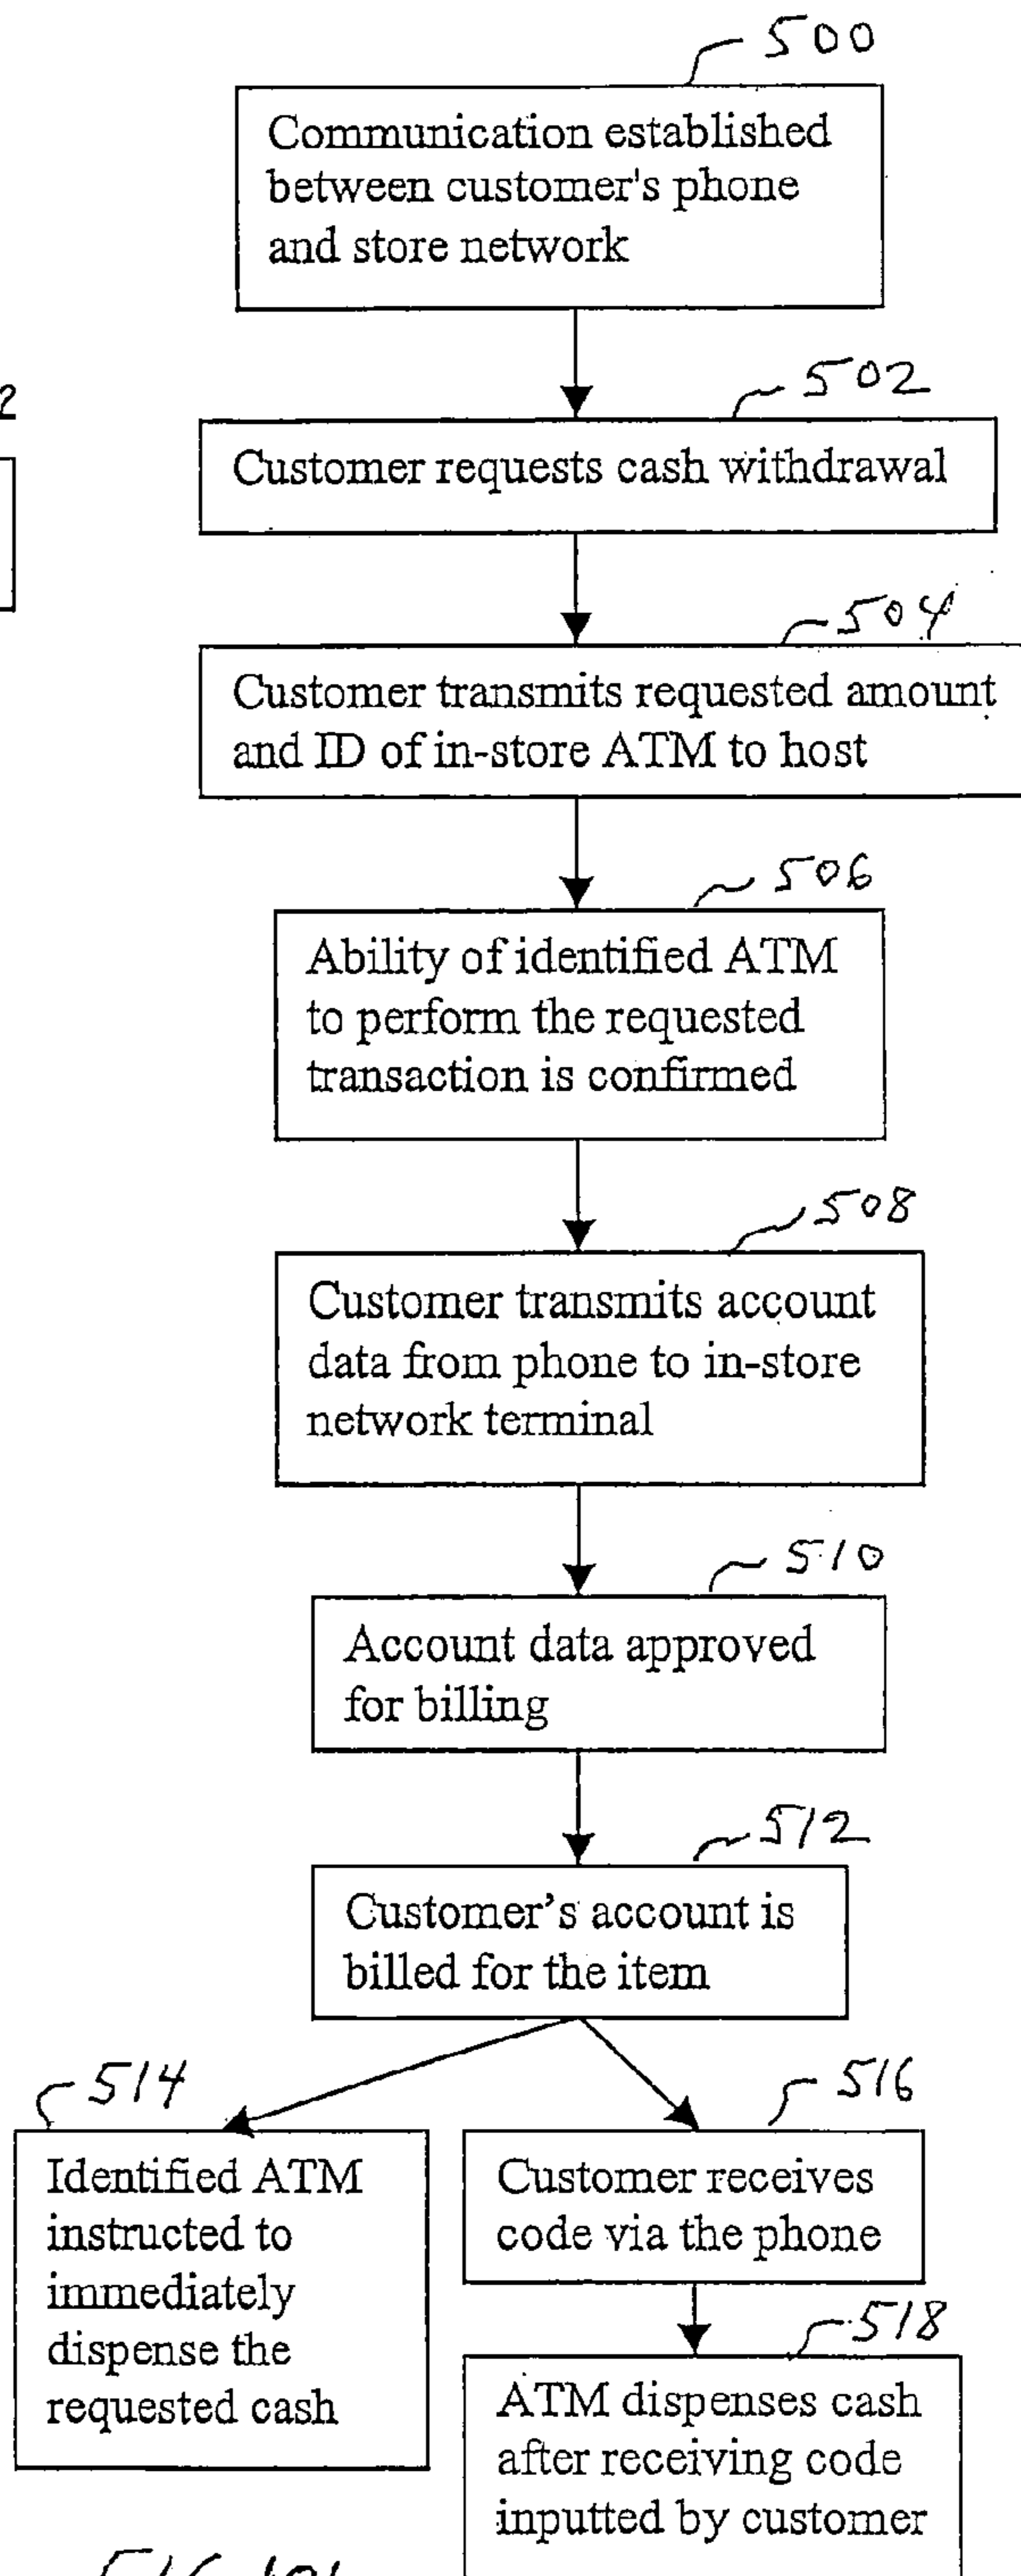 500
Communication established
between customer's phone
and store network
2
502
Customer requests cash withdrawal
504
Customer transmits requested amount
and ID of in-store ATM to host
506
Ability of identified ATM
to perform the requested
transaction is confirmed
508
Customer transmits account
data from phone to in-store
network terminal
510
Account data approved
for billing
512
Customer’s account is
billed for the item
514
Identified ATM
instructed to
immediately
dispense the
requested cash
516
Customer receives
code via the phone
518
ATM dispenses cash
after receiving code
inputted by customer